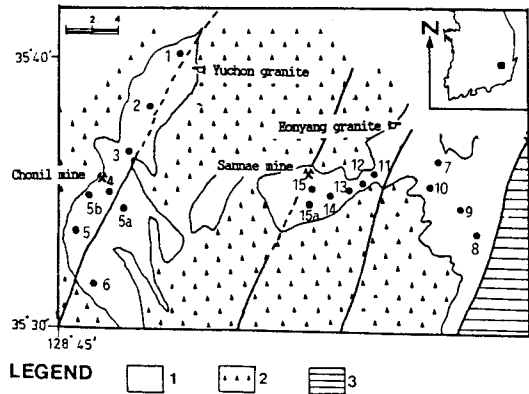 2 4
N
35° 40'
1
Yuchon granite
2
Eonyang granite
3
Sannae mine
12
11
7
Chonil mine
4
15
13
10
5b
5a
15a
14
9
5
8
6
35° 30'
128° 45'
LEGEND 1 2 3